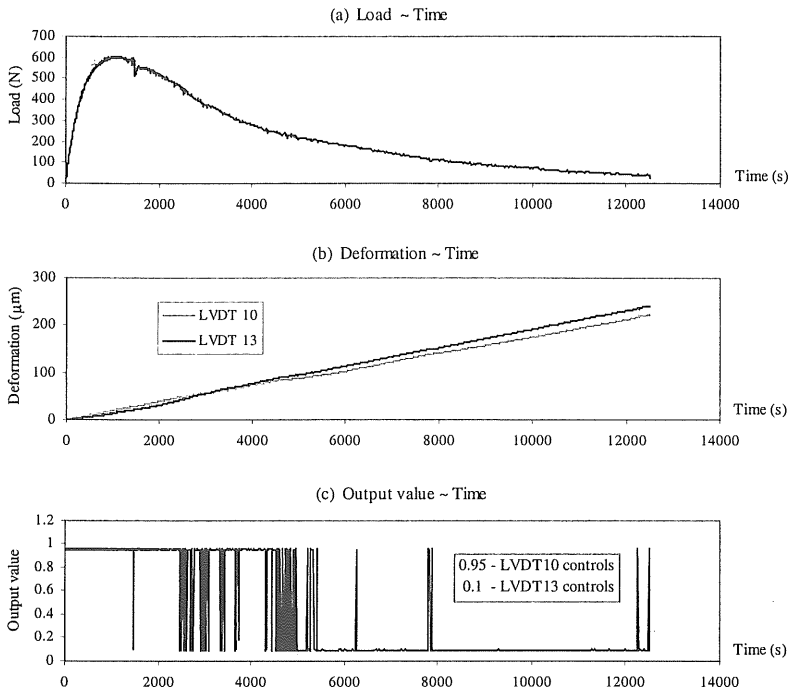 (a) Load ~ Time
700
600
500
400
300
200
100
0
Load (N)
0 2000 4000 6000 8000 10000 12000 14000
Time (s)
(b) Deformation ~ Time
300
200
100
0
Deformation (μm)
LVDT 10
LVDT 13
0 2000 4000 6000 8000 10000 12000 14000
Time (s)
(c) Output value ~ Time
1.2
1
0.8
0.6
0.4
0.2
0
Output value
0.95 - LVDT10 controls
0.1 - LVDT13 controls
0 2000 4000 6000 8000 10000 12000 14000
Time (s)